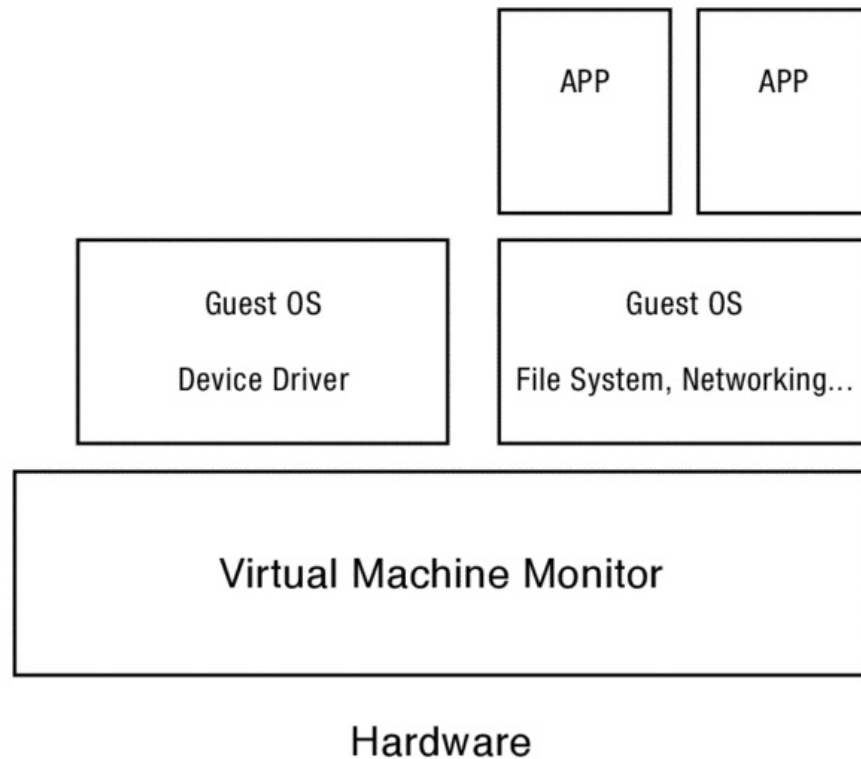 APP APP
Guest OS Guest OS
Device Driver File System, Networking...
Virtual Machine Monitor
Hardware